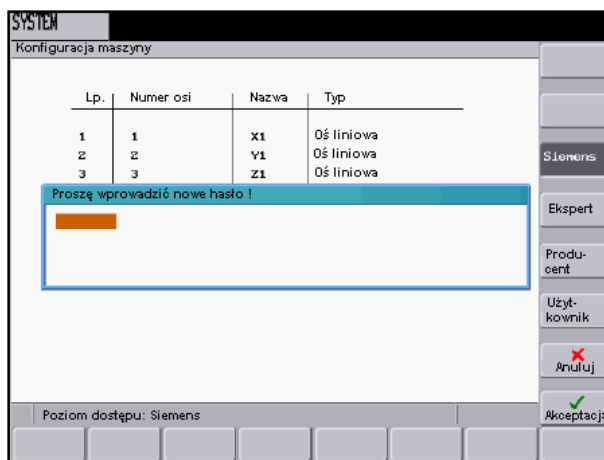 SYSTEM
Konfiguracja maszyny
Lp. Numer osi Nazwa Typ
1 1 X1 Oś liniowa
2 2 Y1 Oś liniowa
3 3 Z1 Oś liniowa
Proszę wprowadzić nowe hasło !
Siemens
Ekspert
Produ-
cent
Użyt-
kownik
Anuluj
Akceptacja
Poziom dostępu: Siemens